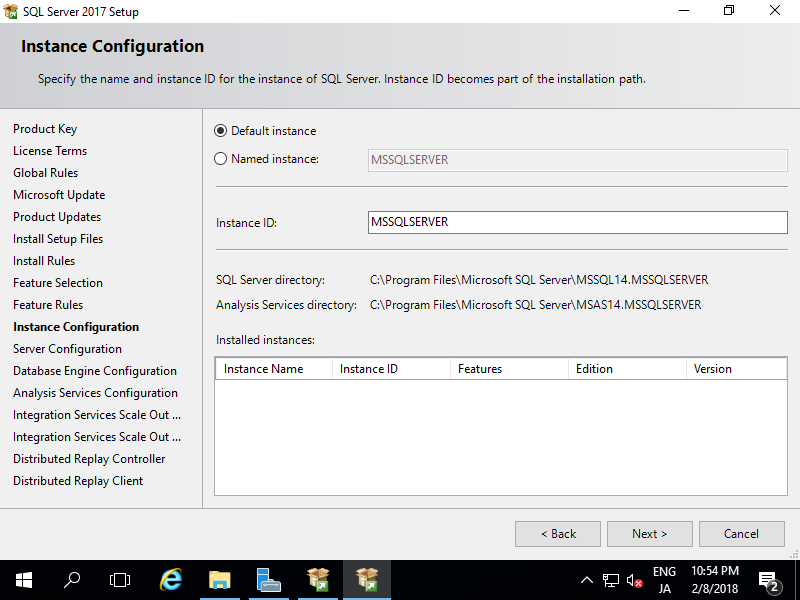 SQL Server 2017 Setup
Instance Configuration
Specify the name and instance ID for the instance of SQL Server. Instance ID becomes part of the installation path.
Product Key
License Terms
Global Rules
Microsoft Update
Product Updates
Install Setup Files
Install Rules
Feature Selection
Feature Rules
Instance Configuration
Server Configuration
Database Engine Configuration
Analysis Services Configuration
Integration Services Scale Out ...
Integration Services Scale Out ...
Distributed Replay Controller
Distributed Replay Client
Default instance
Named instance: MSSQLSERVER
Instance ID: MSSQLSERVER
SQL Server directory: C:\Program Files\Microsoft SQL Server\MSSQL14.MSSQLSERVER
Analysis Services directory: C:\Program Files\Microsoft SQL Server\MSAS14.MSSQLSERVER
Installed instances:
Instance Name Instance ID Features Edition Version
< Back Next > Cancel
ENG 10:54 PM
JA 2/8/2018 2